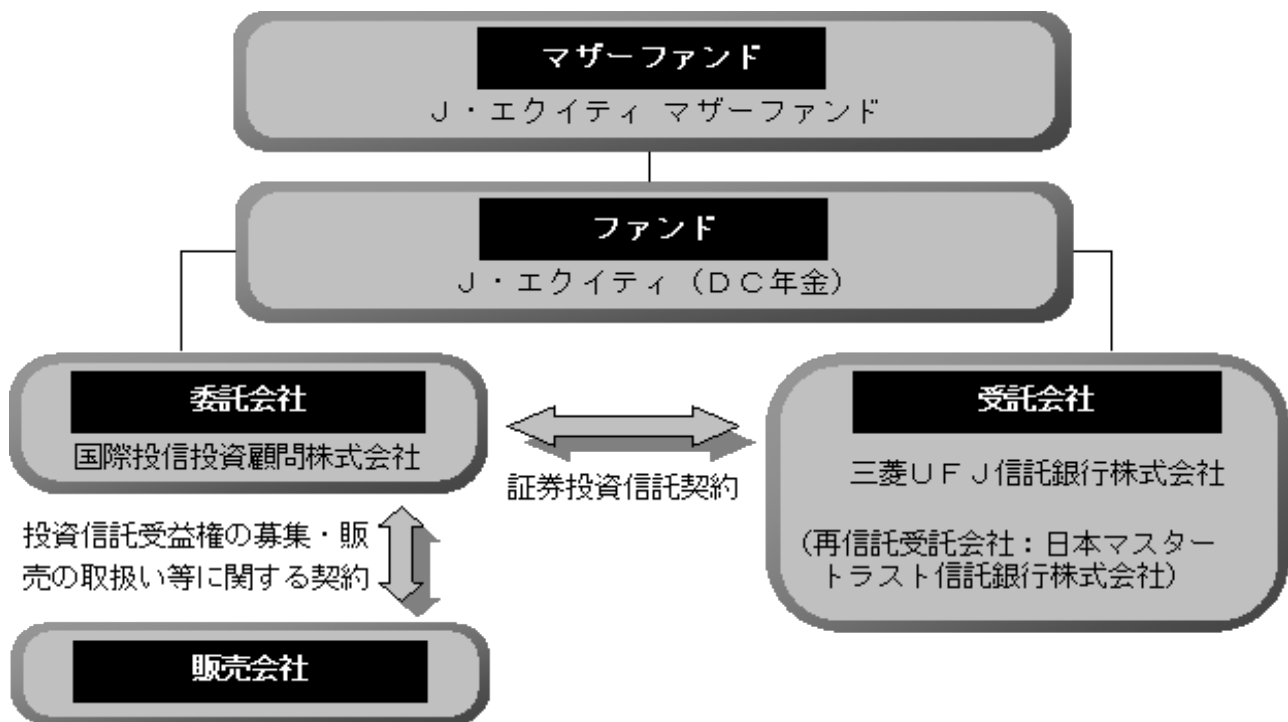 マザーファンド
J・エクイティ マザーファンド
ファンド
J・エクイティ(DC年金)
委託会社
国際投信投資顧問株式会社
証券投資信託契約
受託会社
三菱UFJ信託銀行株式会社
(再信託受託会社:日本マスター
トラスト信託銀行株式会社)
投資信託受益権の募集・販
売の取扱い等に関する契約
販売会社